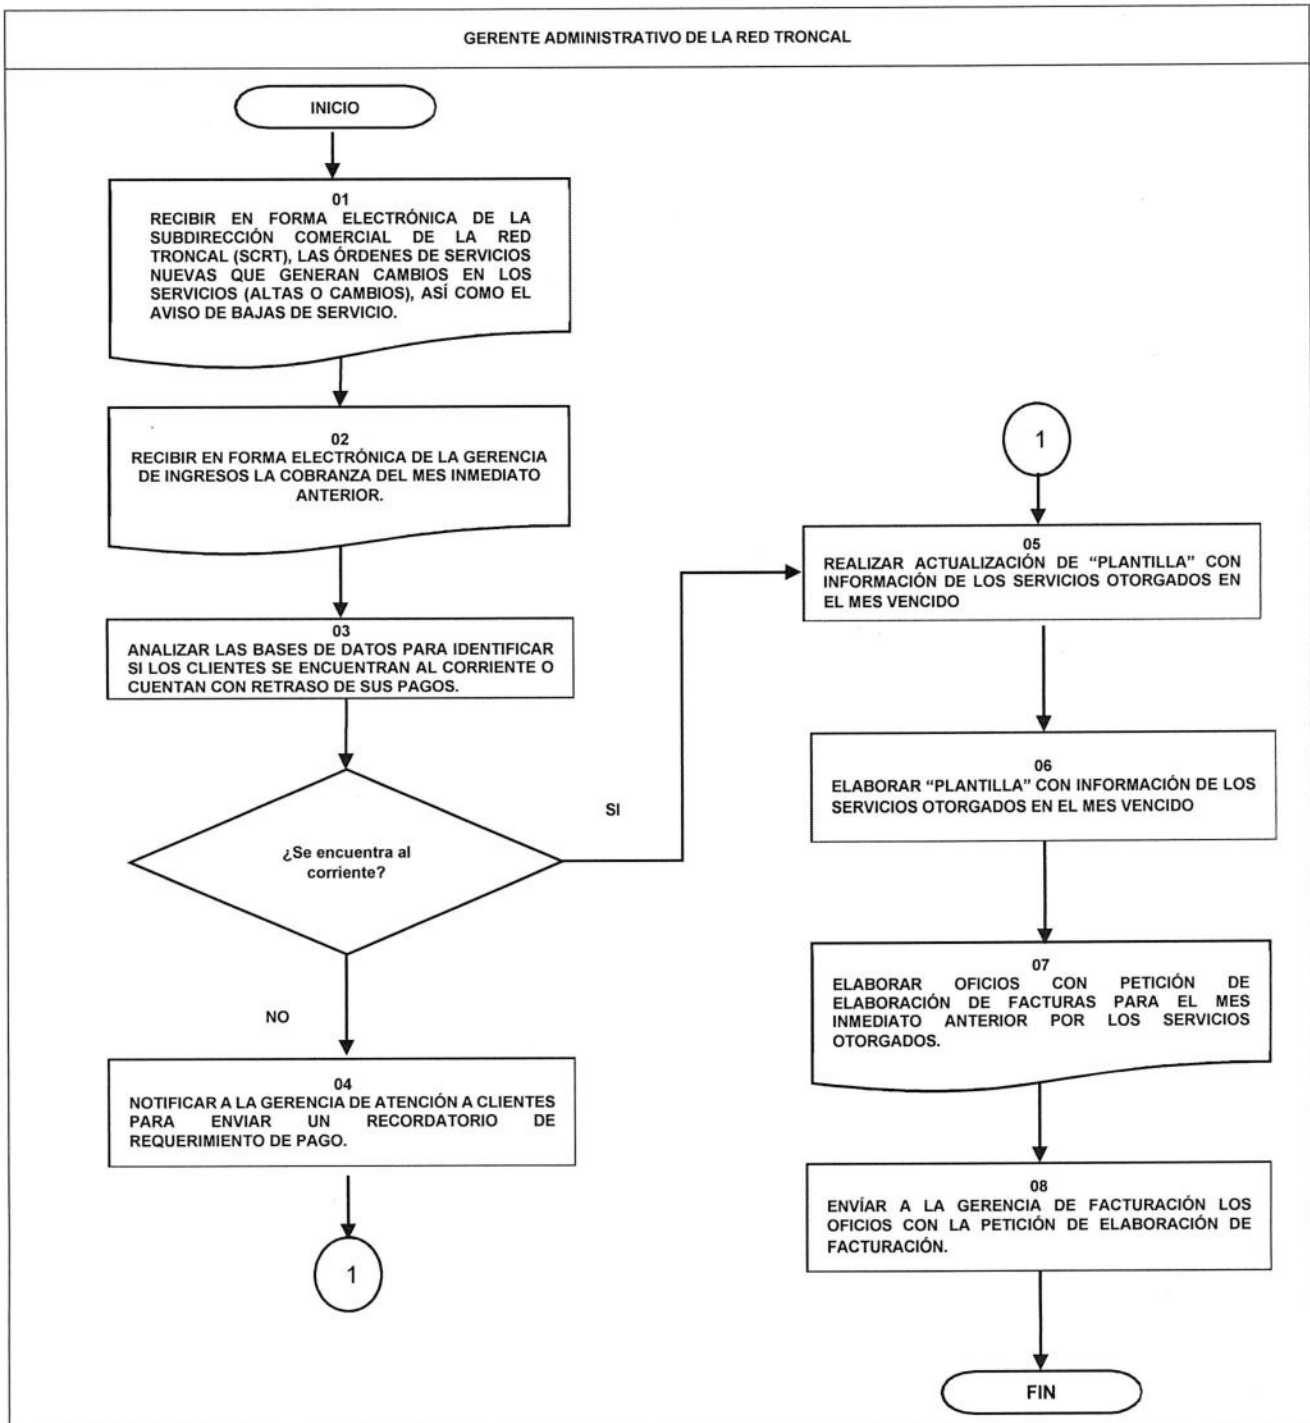 GERENTE ADMINISTRATIVO DE LA RED TRONCAL
INICIO
01
RECIBIR EN FORMA ELECTRÓNICA DE LA
SUBDIRECCIÓN COMERCIAL DE LA RED
TRONCAL (SCRT), LAS ÓRDENES DE SERVICIOS
NUEVAS QUE GENERAN CAMBIOS EN LOS
SERVICIOS (ALTAS O CAMBIOS), ASÍ COMO EL
AVISO DE BAJAS DE SERVICIO.
02
RECIBIR EN FORMA ELECTRÓNICA DE LA GERENCIA
DE INGRESOS LA COBRANZA DEL MES INMEDIATO
ANTERIOR.
03
ANALIZAR LAS BASES DE DATOS PARA IDENTIFICAR
SI LOS CLIENTES SE ENCUENTRAN AL CORRIENTE O
CUENTAN CON RETRASO DE SUS PAGOS.
¿Se encuentra al
corriente?
SI
NO
04
NOTIFICAR A LA GERENCIA DE ATENCIÓN A CLIENTES
PARA ENVIAR UN RECORDATORIO DE
REQUERIMIENTO DE PAGO.
1
1
05
REALIZAR ACTUALIZACIÓN DE “PLANTILLA” CON
INFORMACIÓN DE LOS SERVICIOS OTORGADOS EN
EL MES VENCIDO
06
ELABORAR “PLANTILLA” CON INFORMACIÓN DE LOS
SERVICIOS OTORGADOS EN EL MES VENCIDO
07
ELABORAR OFICIOS CON PETICIÓN DE
ELABORACIÓN DE FACTURAS PARA EL MES
INMEDIATO ANTERIOR POR LOS SERVICIOS
OTORGADOS.
08
ENVÍAR A LA GERENCIA DE FACTURACIÓN LOS
OFICIOS CON LA PETICIÓN DE ELABORACIÓN DE
FACTURACIÓN.
FIN